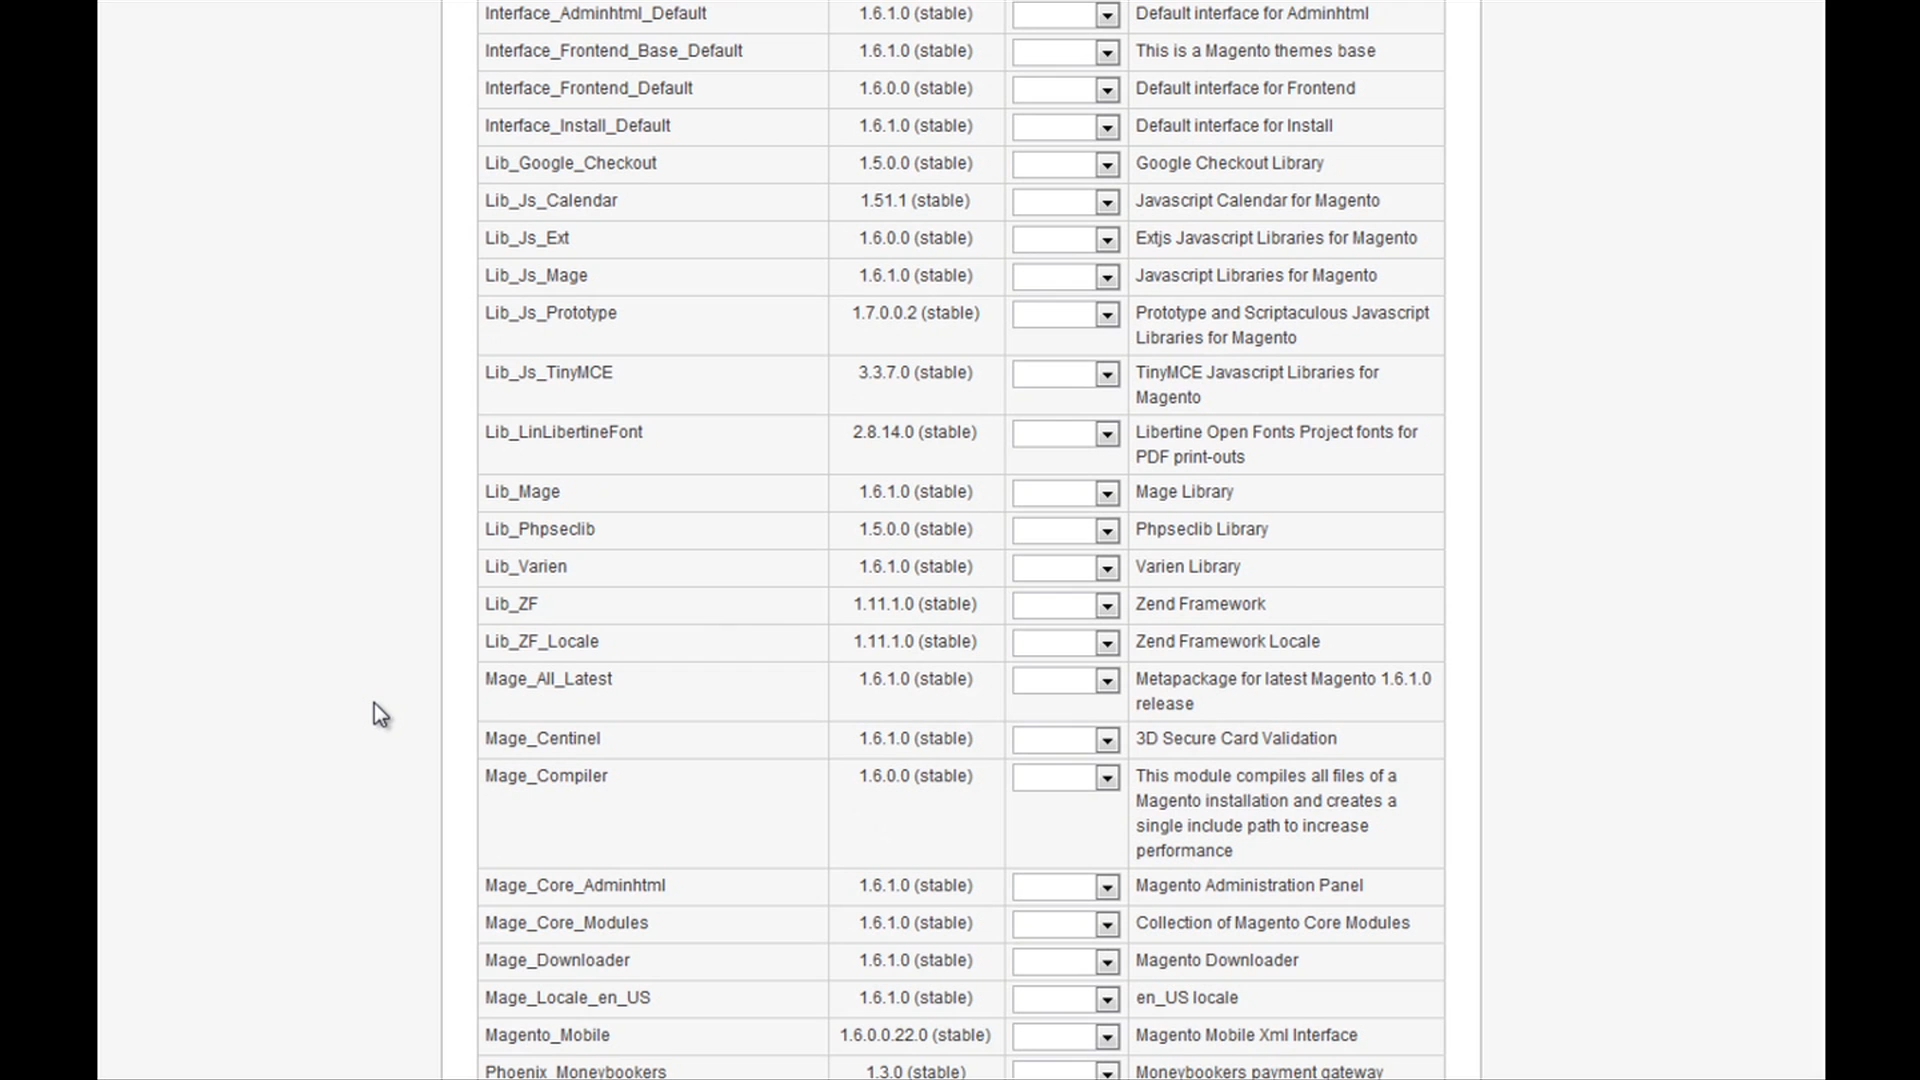 Interface_Adminhtml_Default 1.6.1.0 (stable) Default interface for Adminhtml
Interface_Frontend_Base_Default 1.6.1.0 (stable) This is a Magento themes base
Interface_Frontend_Default 1.6.0.0 (stable) Default interface for Frontend
Interface_Install_Default 1.6.1.0 (stable) Default interface for Install
Lib_Google_Checkout 1.5.0.0 (stable) Google Checkout Library
Lib_Js_Calendar 1.51.1 (stable) Javascript Calendar for Magento
Lib_Js_Ext 1.6.0.0 (stable) Extjs Javascript Libraries for Magento
Lib_Js_Mage 1.6.1.0 (stable) Javascript Libraries for Magento
Lib_Js_Prototype 1.7.0.0.2 (stable) Prototype and Scriptaculous Javascript
Libraries for Magento
Lib_Js_TinyMCE 3.3.7.0 (stable) TinyMCE Javascript Libraries for
Magento
Lib_LinLibertineFont 2.8.14.0 (stable) Libertine Open Fonts Project fonts for
PDF print-outs
Lib_Mage 1.6.1.0 (stable) Mage Library
Lib_Phpseclib 1.5.0.0 (stable) Phpseclib Library
Lib_Varien 1.6.1.0 (stable) Varien Library
Lib_ZF 1.11.1.0 (stable) Zend Framework
Lib_ZF_Locale 1.11.1.0 (stable) Zend Framework Locale
Mage_All_Latest 1.6.1.0 (stable) Metapackage for latest Magento 1.6.1.0
release
Mage_Centinel 1.6.1.0 (stable) 3D Secure Card Validation
Mage_Compiler 1.6.0.0 (stable) This module compiles all files of a
Magento installation and creates a
single include path to increase
performance
Mage_Core_Adminhtml 1.6.1.0 (stable) Magento Administration Panel
Mage_Core_Modules 1.6.1.0 (stable) Collection of Magento Core Modules
Mage_Downloader 1.6.1.0 (stable) Magento Downloader
Mage_Locale_en_US 1.6.1.0 (stable) en_US locale
Magento_Mobile 1.6.0.0.22.0 (stable) Magento Mobile Xml Interface
Phoenix_Moneybookers 1.3.0 (stable) Moneybookers payment gateway